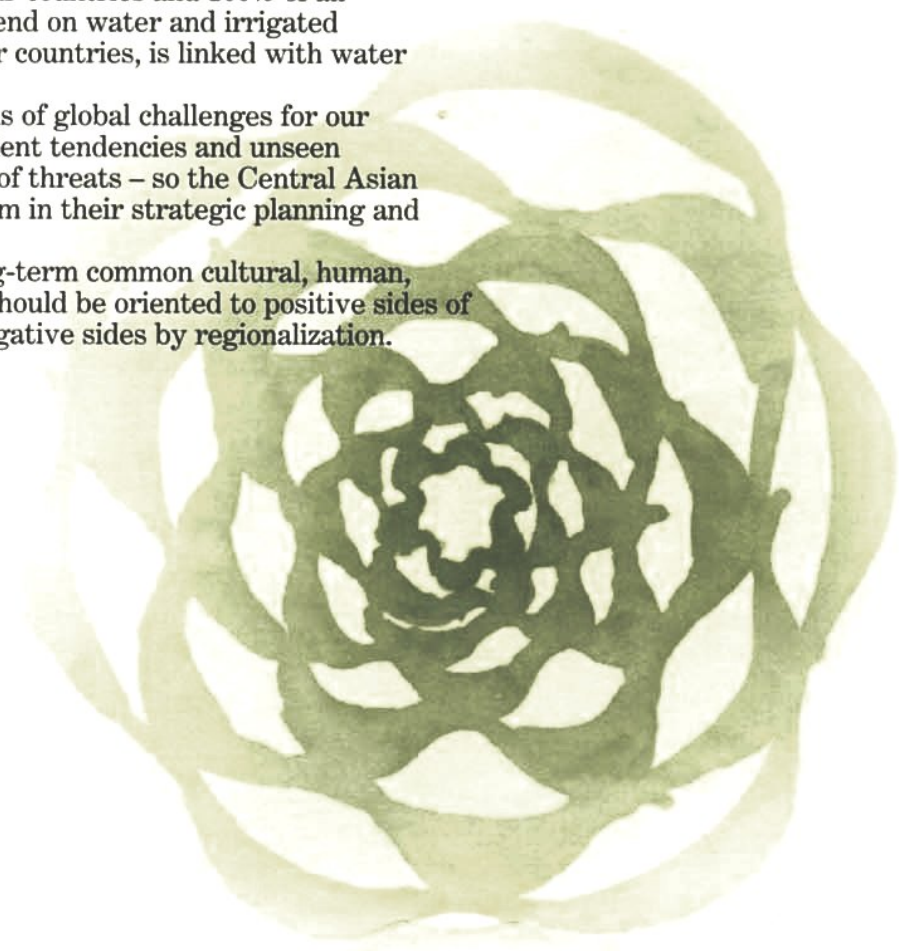 end on water and irrigated
r countries, is linked with water
s of global challenges for our
ent tendencies and unseen
of threats – so the Central Asian
m in their strategic planning and
g-term common cultural, human,
hould be oriented to positive sides of
gative sides by regionalization.